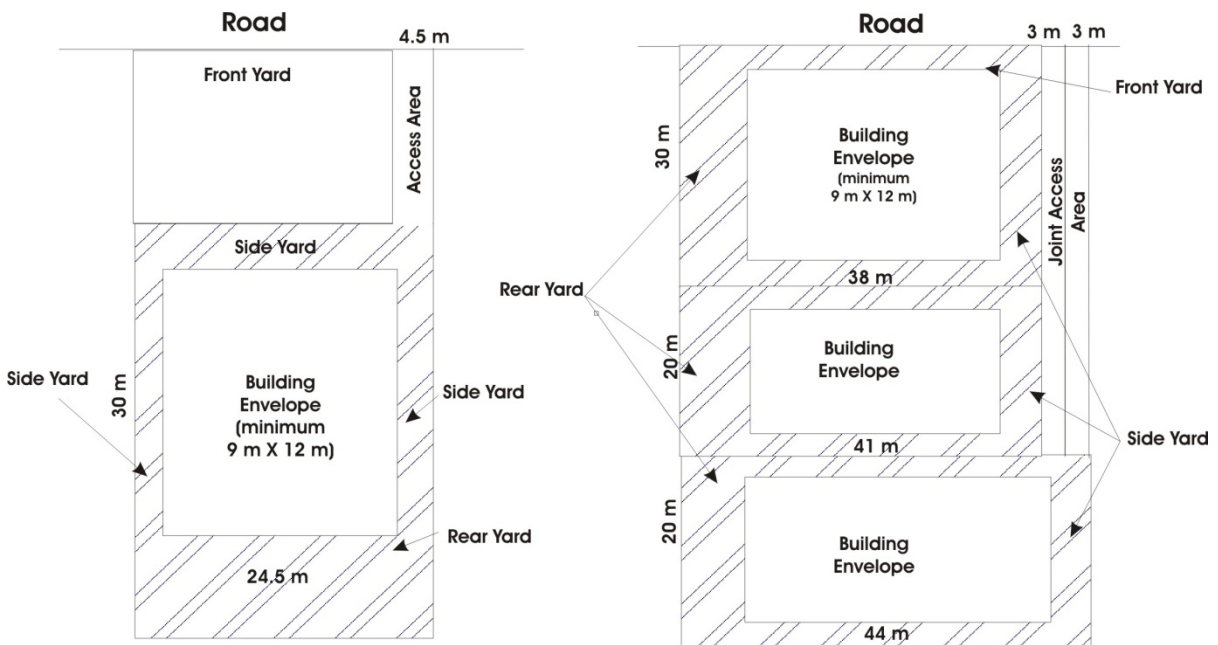 Road
4.5 m
Front Yard
Access Area
Side Yard
Side Yard
30 m
Building
Envelope
(minimum
9 m X 12 m)
Side Yard
Rear Yard
24.5 m
Road
3 m
3 m
Front Yard
30 m
Building
Envelope
(minimum
9 m X 12 m)
Joint Access
Area
38 m
Rear Yard
20 m
Building
Envelope
41 m
Side Yard
20 m
Building
Envelope
44 m